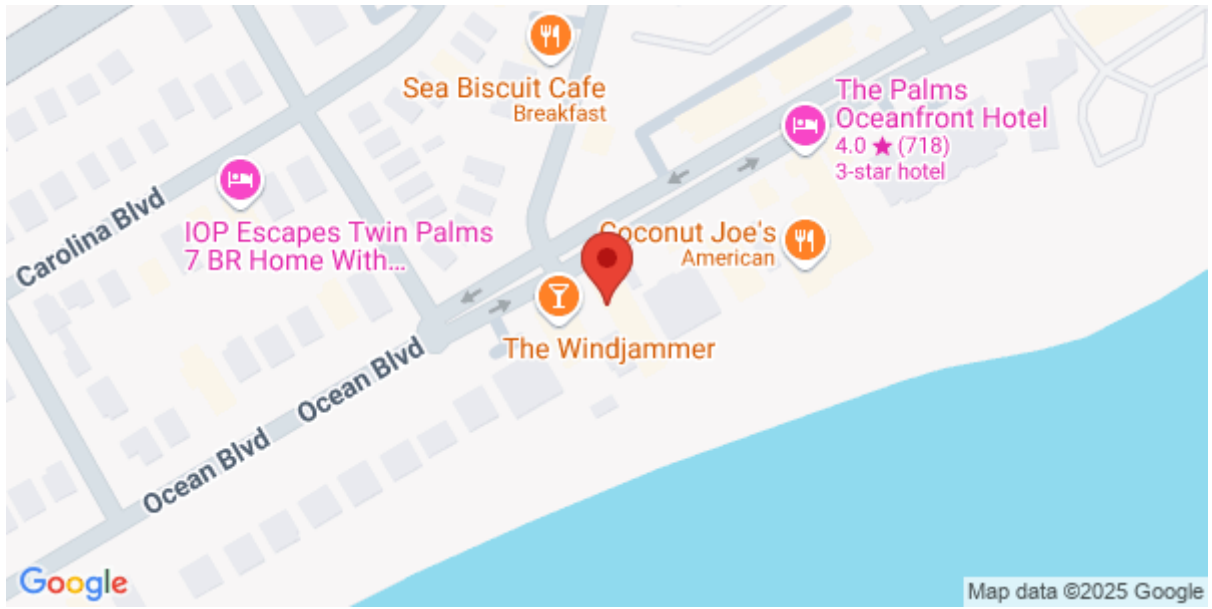 Sea Biscuit Cafe
Breakfast
The Palms
Oceanfront Hotel
4.0 ★ (718)
3-star hotel
Carolina Blvd
IOP Escapes Twin Palms
7 BR Home With...
Coconut Joe's
American
The Windjammer
Ocean Blvd
Ocean Blvd
Google
Map data ©2025 Google